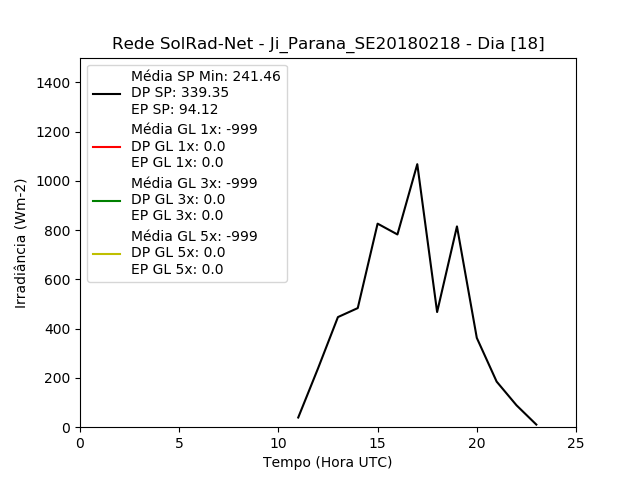 Rede SolRad-Net - Ji_Parana_SE20180218 - Dia [18]
Média SP Min: 241.46
DP SP: 339.35
EP SP: 94.12
Média GL 1x: -999
DP GL 1x: 0.0
EP GL 1x: 0.0
Média GL 3x: -999
DP GL 3x: 0.0
EP GL 3x: 0.0
Média GL 5x: -999
DP GL 5x: 0.0
EP GL 5x: 0.0
Irradiância (Wm-2)
1400
1200
1000
800
600
400
200
0
0 5 10 15 20 25
Tempo (Hora UTC)